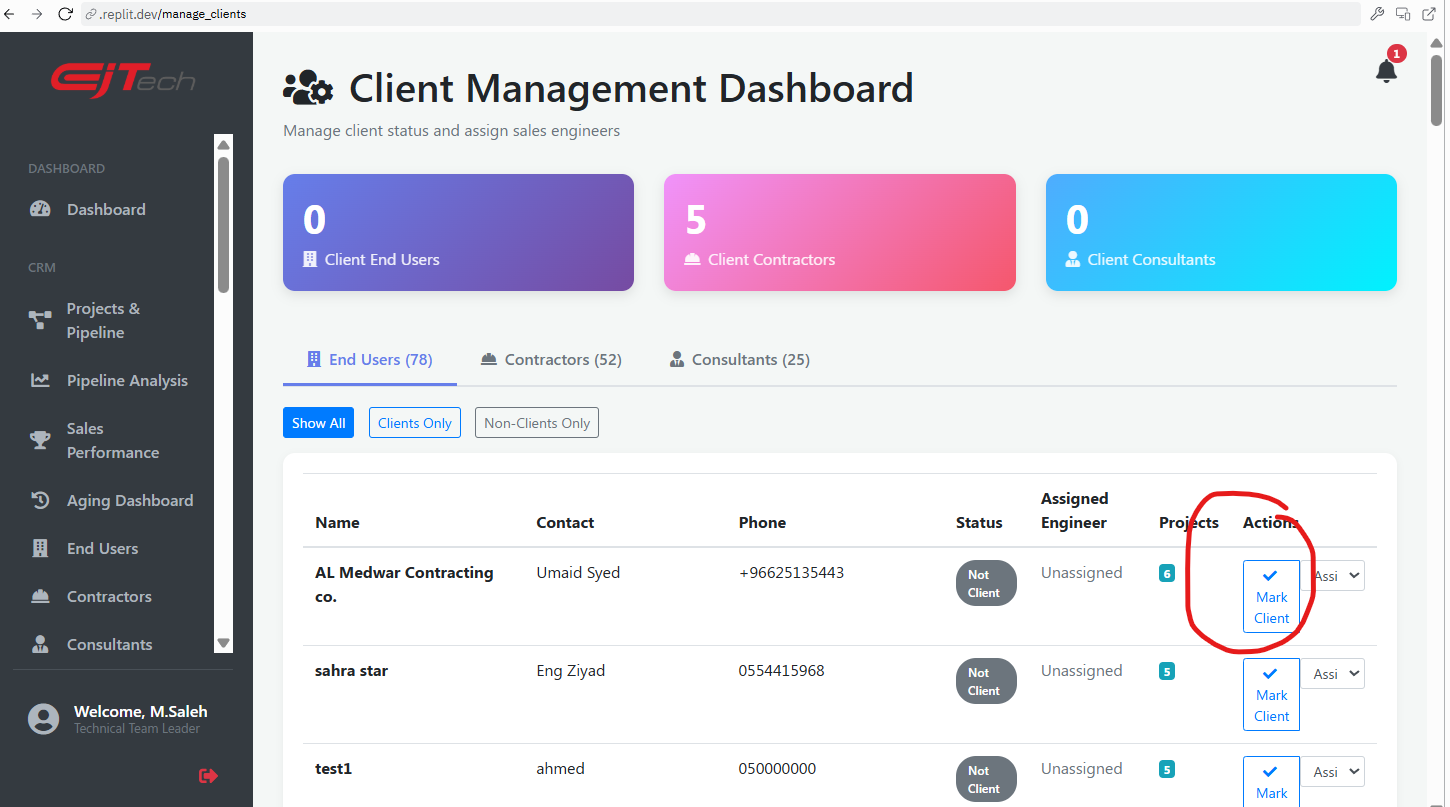 .replit.dev/manage_clients
EJTech
1
Client Management Dashboard
Manage client status and assign sales engineers
DASHBOARD
Dashboard
CRM
Projects &
Pipeline
Pipeline Analysis
Sales
Performance
Aging Dashboard
End Users
Contractors
Consultants
Welcome, M.Saleh
Technical Team Leader
0
Client End Users
5
Client Contractors
0
Client Consultants
End Users (78) Contractors (52) Consultants (25)
Show All Clients Only Non-Clients Only
Name Contact Phone Status Assigned Engineer Projects Actions
AL Medwar Contracting co. Umaid Syed +96625135443 Not Client Unassigned 6 Mark Client Assi
sahra star Eng Ziyad 0554415968 Not Client Unassigned 5 Mark Client Assi
test1 ahmed 050000000 Not Client Unassigned 5 Mark Assi